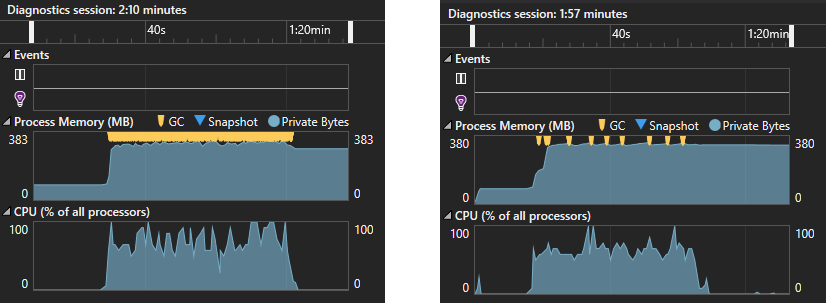 Diagnostics session: 2:10 minutes
40s
1:20min
Events
Process Memory (MB)
GC
Snapshot
Private Bytes
383
383
0
0
CPU (% of all processors)
100
100
0
0
Diagnostics session: 1:57 minutes
40s
1:20min
Events
Process Memory (MB)
GC
Snapshot
Private Bytes
380
380
0
0
CPU (% of all processors)
100
100
0
0